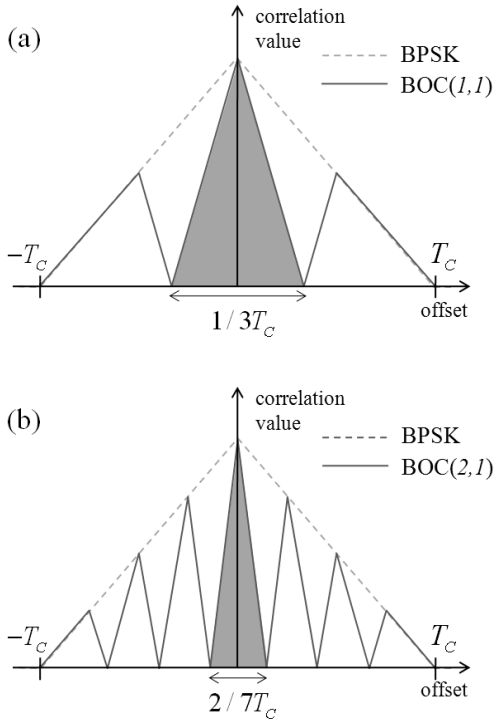 (a)
correlation
value
BPSK
BOC(1,1)
−T_C
T_C
1 / 3T_C
offset
(b)
correlation
value
BPSK
BOC(2,1)
−T_C
T_C
2 / 7T_C
offset